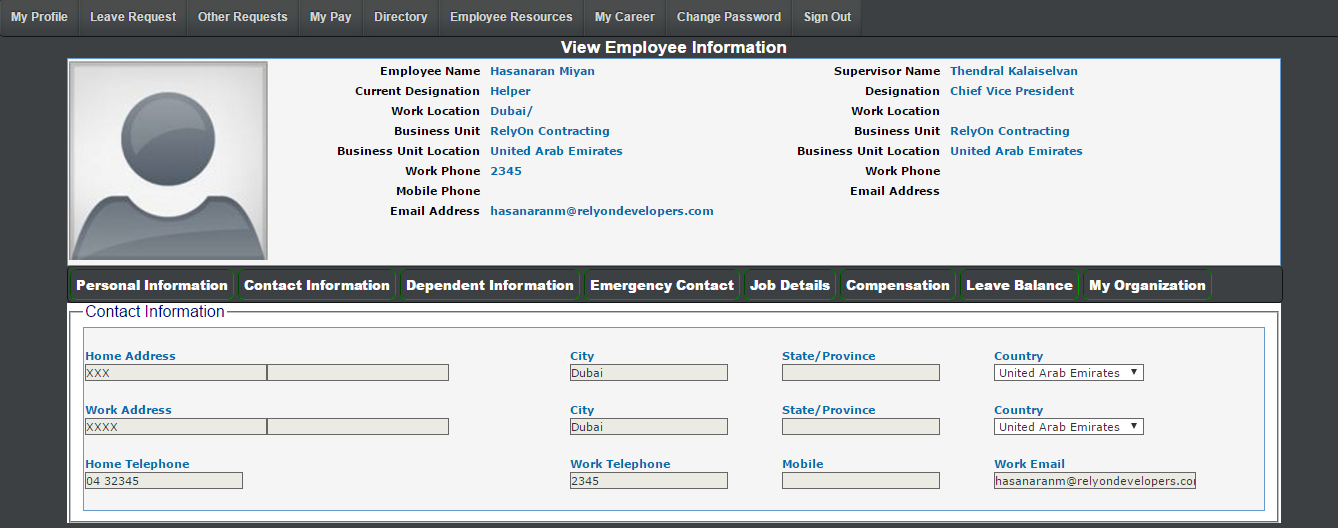 My Profile Leave Request Other Requests My Pay Directory Employee Resources My Career Change Password Sign Out
View Employee Information
Employee Name Hasanaran Miyan Supervisor Name Thendral Kalaiselvan
Current Designation Helper Designation Chief Vice President
Work Location Dubai/ Work Location
Business Unit RelyOn Contracting Business Unit RelyOn Contracting
Business Unit Location United Arab Emirates Business Unit Location United Arab Emirates
Work Phone 2345 Work Phone
Mobile Phone Email Address
Email Address hasanaranm@relyondevelopers.com
Personal Information Contact Information Dependent Information Emergency Contact Job Details Compensation Leave Balance My Organization
Contact Information
Home Address City State/Province Country
XXX Dubai United Arab Emirates
Work Address City State/Province Country
XXXX Dubai United Arab Emirates
Home Telephone Work Telephone Mobile Work Email
04 32345 2345 hasanaranm@relyondevelopers.co